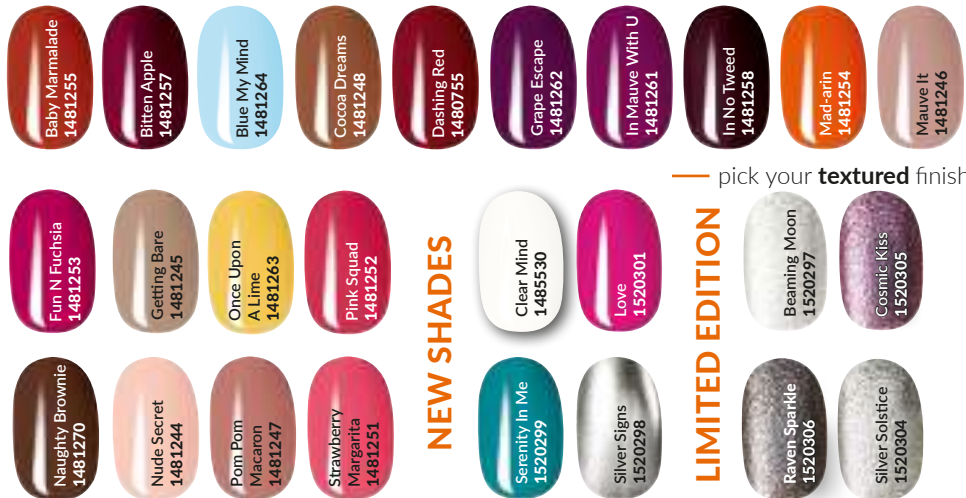 Baby Marmalade
1481255
Bitten Apple
1481257
Blue My Mind
1481264
Cocoa Dreams
1481248
Dashing Red
1480755
Grape Escape
1481262
In Mauve With U
1481261
In No Tweed
1481258
Mad-arin
1481254
Mauve It
1481246
pick your textured finish
Fun N Fuchsia
1481253
Getting Bare
1481245
Once Upon
A Lime
1481263
Pink Squad
1481252
NEW SHADES
Clear Mind
1485530
Love
1520301
LIMITED EDITION
Beaming Moon
1520297
Cosmic Kiss
1520305
Naughty Brownie
1481270
Nude Secret
1481244
Pom Pom
Macaron
1481247
Strawberry
Margarita
1481251
Serenity In Me
1520299
Silver Signs
1520298
Raven Sparkle
1520306
Silver Solstice
1520304